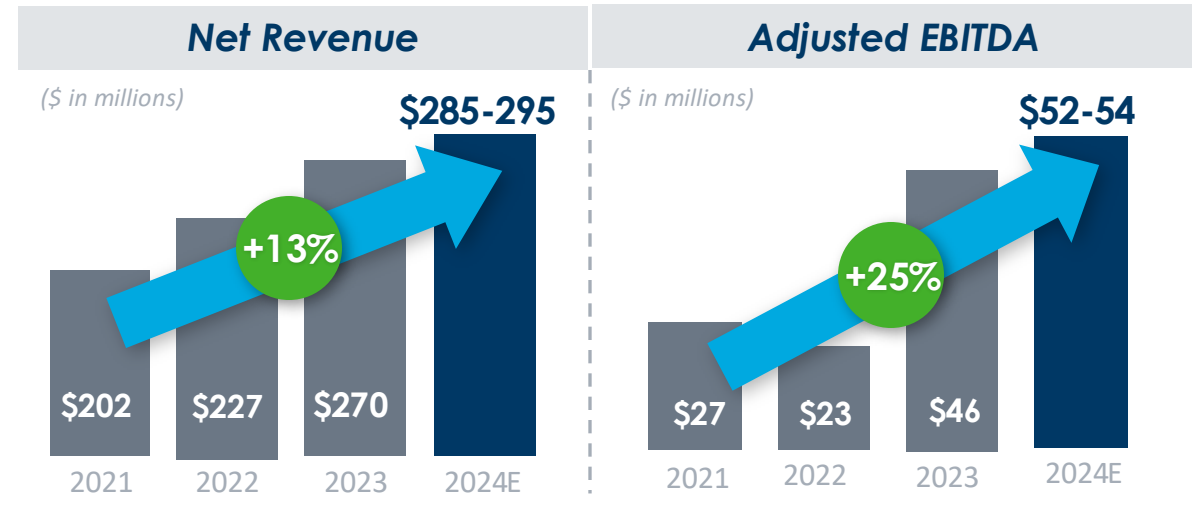 Net Revenue
($ in millions)
$285-295
+13%
$202
$227
$270
2021
2022
2023
2024E
Adjusted EBITDA
($ in millions)
$52-54
+25%
$27
$23
$46
2021
2022
2023
2024E